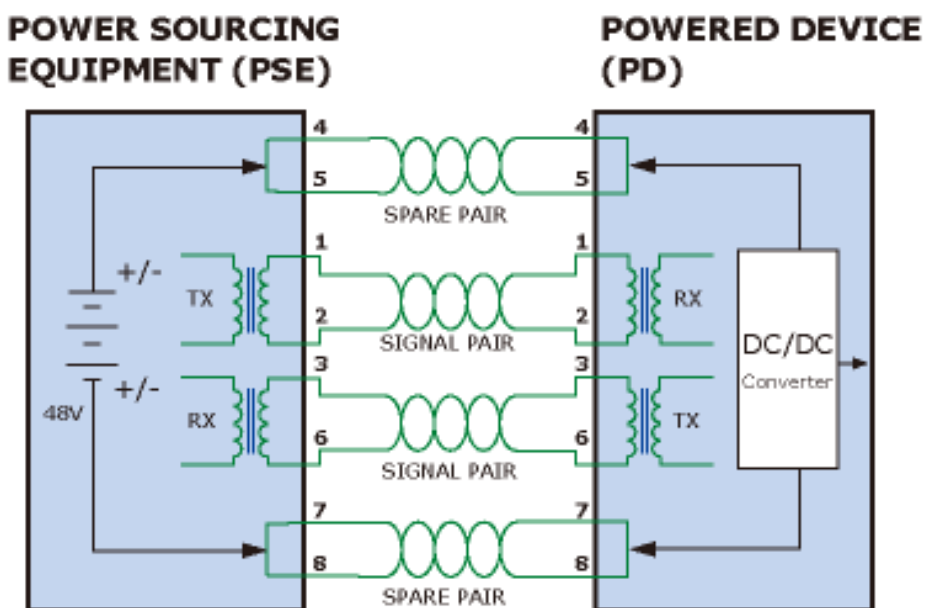 POWER SOURCING
EQUIPMENT (PSE)
POWERED DEVICE
(PD)
4
5
4
5
SPARE PAIR
+/-
TX
1
2
1
2
RX
SIGNAL PAIR
+/-
48V
RX
3
6
3
6
TX
SIGNAL PAIR
DC/DC
Converter
7
8
7
8
SPARE PAIR